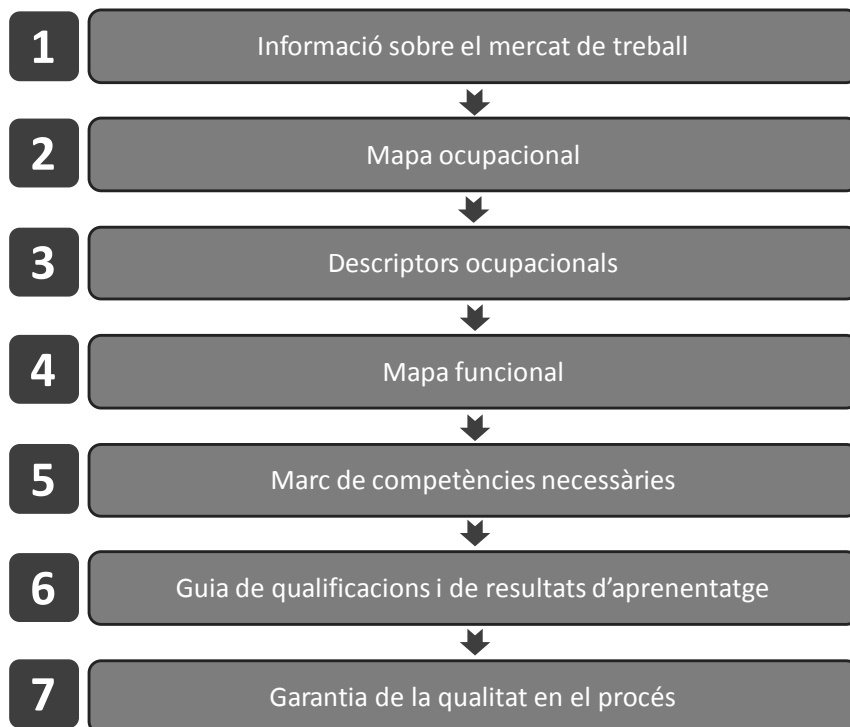 1
Informació sobre el mercat de treball
2
Mapa ocupacional
3
Descriptors ocupacionals
4
Mapa funcional
5
Marc de competències necessàries
6
Guia de qualificacions i de resultats d’aprenentatge
7
Garantia de la qualitat en el procés